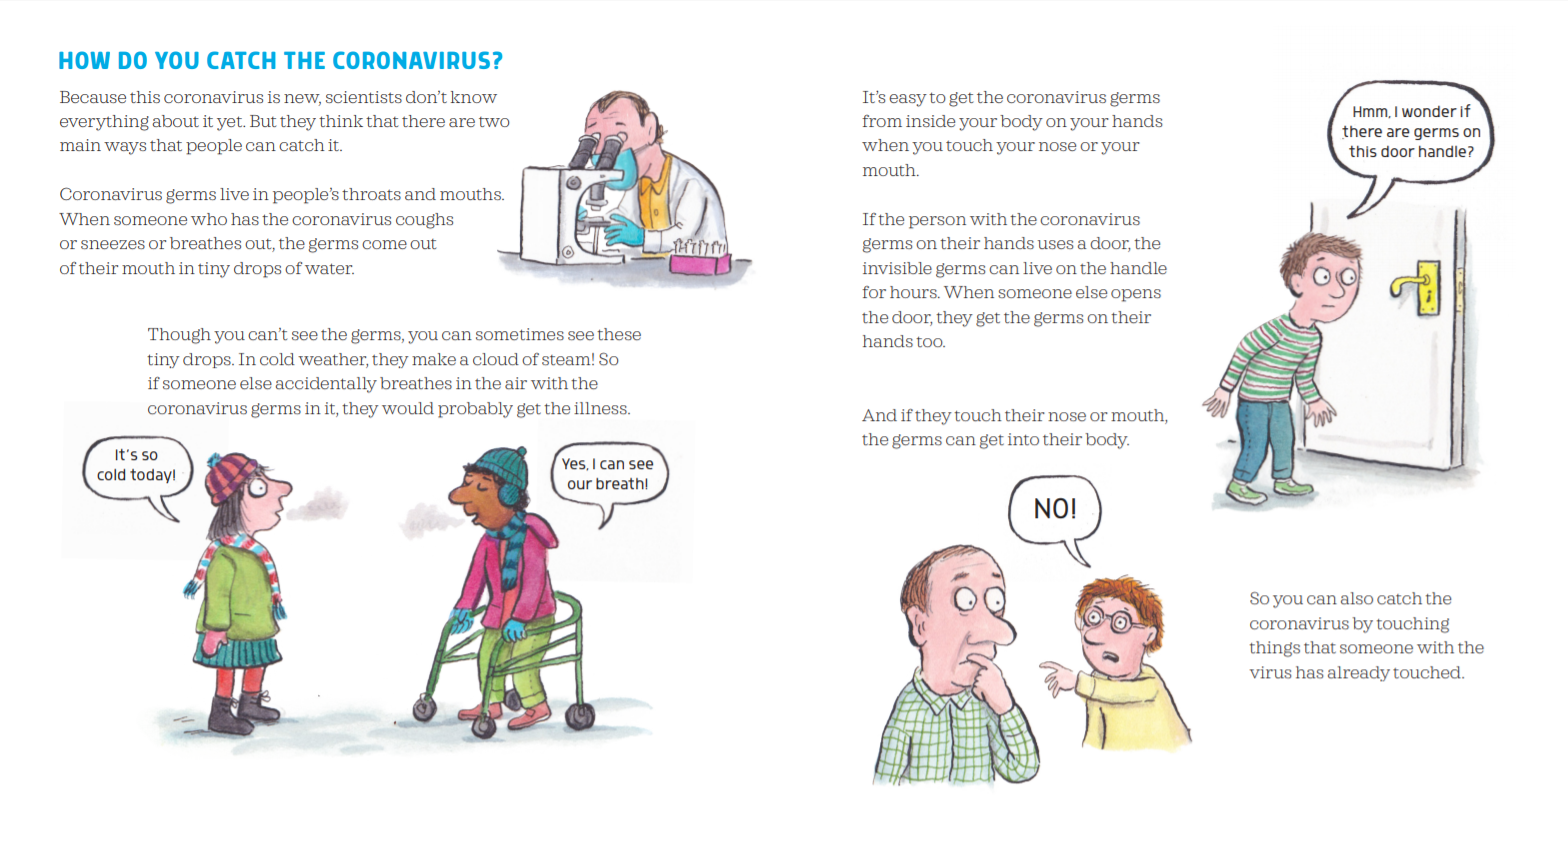 HOW DO YOU CATCH THE CORONAVIRUS?
Because this coronavirus is new, scientists don't know
everything about it yet. But they think that there are two
main ways that people can catch it.
Coronavirus germs live in people's throats and mouths.
When someone who has the coronavirus coughs
or sneezes or breathes out, the germs come out
of their mouth in tiny drops of water.
Though you can't see the germs, you can sometimes see these
tiny drops. In cold weather, they make a cloud of steam! So
if someone else accidentally breathes in the air with the
coronavirus germs in it, they would probably get the illness.
It's so
cold today!
Yes, I can see
our breath!
It's easy to get the coronavirus germs
from inside your body on your hands
when you touch your nose or your
mouth.
If the person with the coronavirus
germs on their hands uses a door, the
invisible germs can live on the handle
for hours. When someone else opens
the door, they get the germs on their
hands too.
Hmm, I wonder if
there are germs on
this door handle?
And if they touch their nose or mouth,
the germs can get into their body.
NO!
So you can also catch the
coronavirus by touching
things that someone with the
virus has already touched.